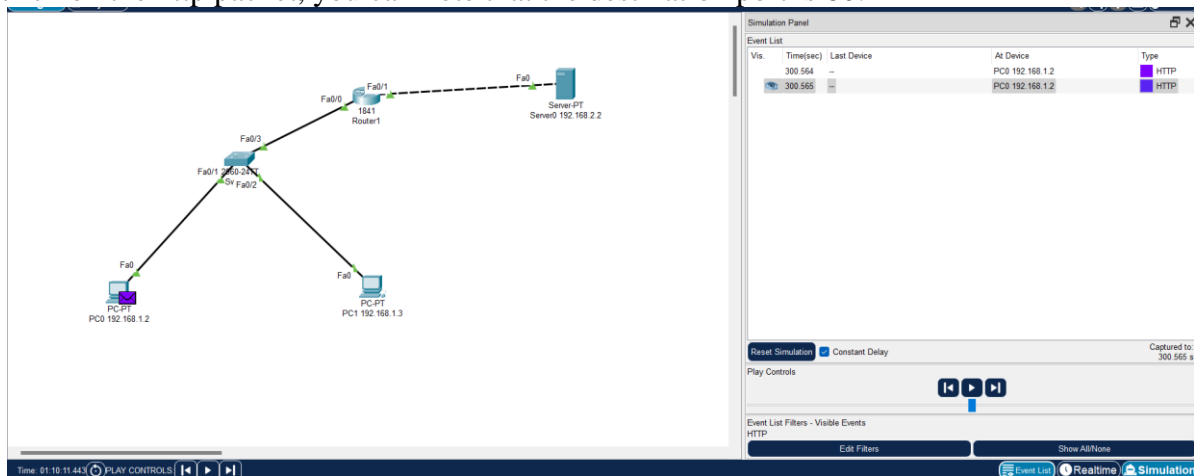 Simulation Panel
Event List
Vis. Time(sec) Last Device At Device Type
300.564 -- PC0 192.168.1.2 HTTP
300.565 -- PC0 192.168.1.2 HTTP
Fa0/1
Fa0
Fa0/0
1841
Router1
Server-PT
Server0 192.168.2.2
Fa0/3
Fa0/1
Fa0/2
Fa0
Fa0
PC-PT
PC0 192.168.1.2
PC-PT
PC1 192.168.1.3
Reset Simulation Constant Delay
Captured to:
300.565 s
Play Controls
Event List Filters - Visible Events
HTTP
Edit Filters Show All/None
Time: 01:10:11.443 PLAY CONTROLS:
Event List Realtime Simulation